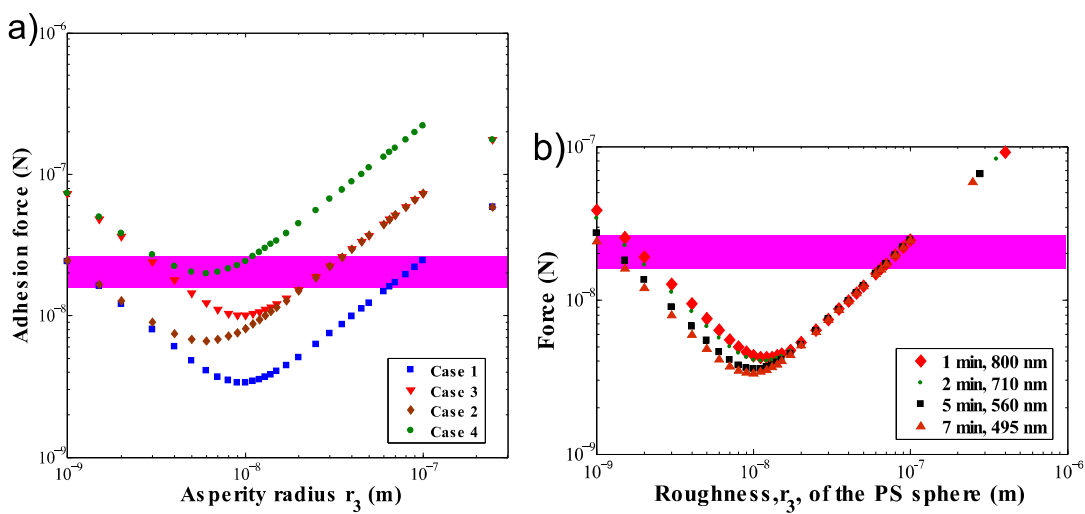 a)
Adhesion force (N)
10⁻⁶
10⁻⁷
10⁻⁸
10⁻⁹
Case 1
Case 3
Case 2
Case 4
10⁻⁹
10⁻⁸
10⁻⁷
Asperity radius r₃ (m)
b)
Force (N)
10⁻⁷
10⁻⁸
10⁻⁹
1 min, 800 nm
2 min, 710 nm
5 min, 560 nm
7 min, 495 nm
10⁻⁹
10⁻⁸
10⁻⁷
10⁻⁶
Roughness,r₃, of the PS sphere (m)